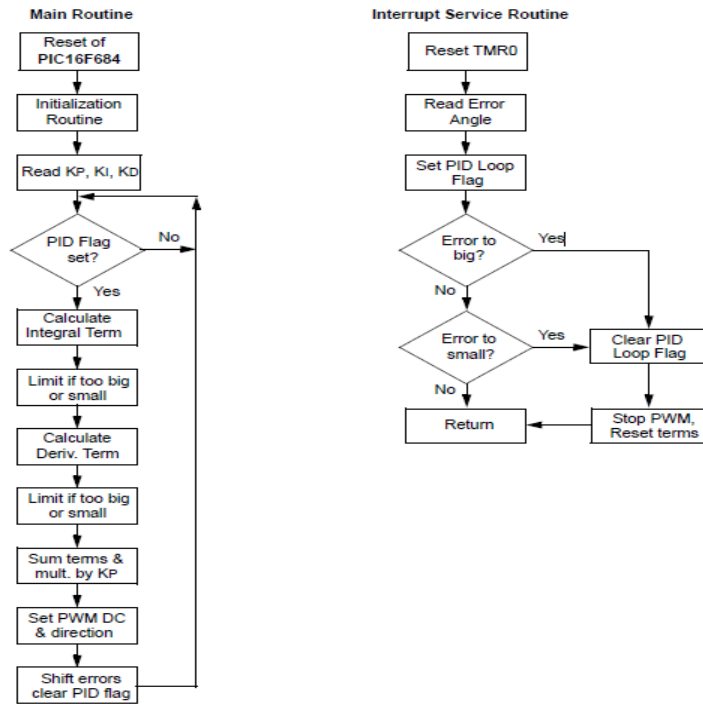 Main Routine
Reset of
PIC16F684
Initialization
Routine
Read KP, KI, KD
PID Flag
set?
No
Yes
Calculate
Integral Term
Limit if too big
or small
Calculate
Deriv. Term
Limit if too big
or small
Sum terms &
mult. by KP
Set PWM DC
& direction
Shift errors
clear PID flag
Interrupt Service Routine
Reset TMR0
Read Error
Angle
Set PID Loop
Flag
Error to
big?
Yes
No
Error to
small?
Yes
No
Clear PID
Loop Flag
Stop PWM,
Reset terms
Return